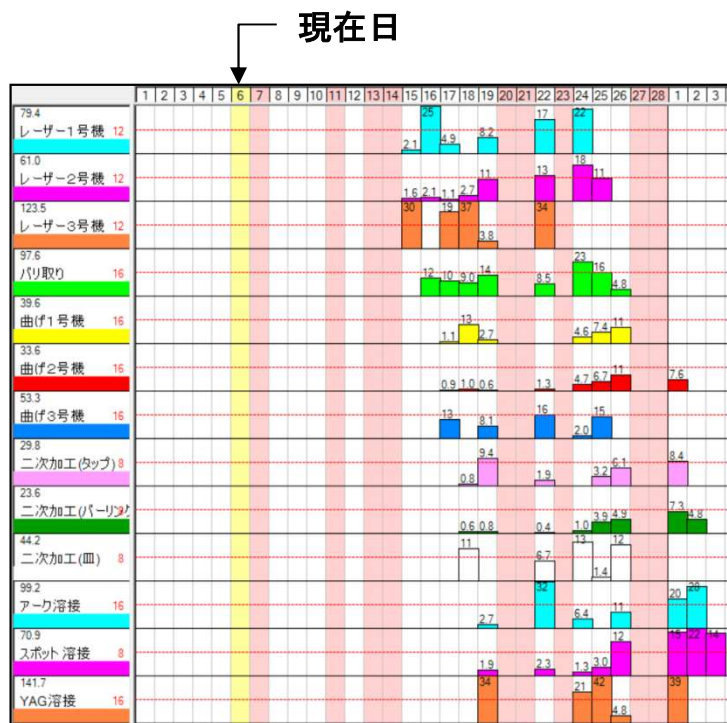 現在日
1 2 3 4 5 6 7 8 9 10 11 12 13 14 15 16 17 18 19 20 21 22 23 24 25 26 27 28 1 2 3
79.4 2.1 25 4.9 8.2 17 22
レーザー1号機 12
61.0 1.6 2.1 1.1 2.7 11 13 18 11
レーザー2号機 12
123.5 30 19 37 3.8 34
レーザー3号機 12
97.6 12 10 9.0 14 8.5 23 16 4.8
バリ取り 16
39.6 1.1 13 2.7 4.6 7.4 11
曲げ1号機 16
33.6 0.9 1.0 0.6 1.3 4.7 6.7 11 7.6
曲げ2号機 16
53.3 13 8.1 16 2.0 15
曲げ3号機 16
29.8 0.8 9.4 1.9 3.2 6.1 8.4
二次加工(タップ) 8
23.6 0.6 0.8 0.4 1.0 3.9 4.9 7.3 4.8
二次加工(バーリング
44.2 11 6.7 13 1.4 12
二次加工(皿) 8
99.2 2.7 32 6.4 11 20 28
アーク溶接 16
70.9 1.9 2.3 1.3 3.0 12 15 22 14
スポット溶接 8
141.7 34 21 42 4.8 39
YAG溶接 16